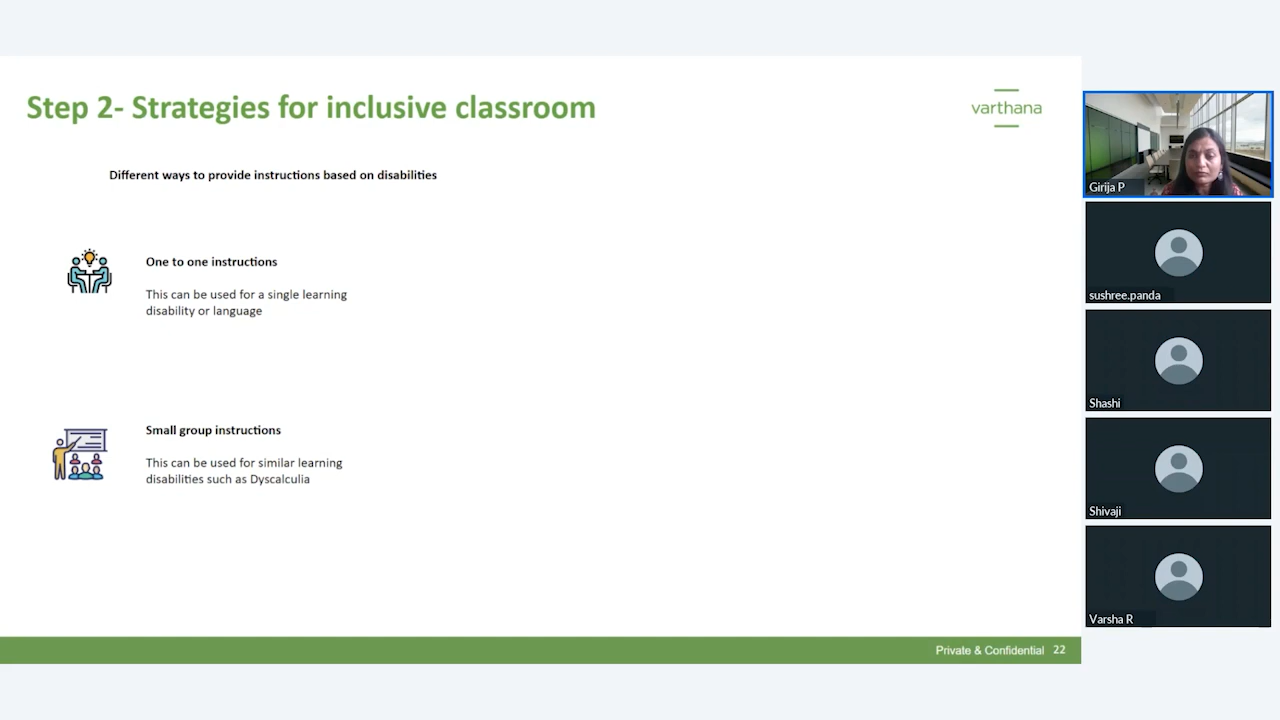 Step 2- Strategies for inclusive classroom
varthana
Different ways to provide instructions based on disabilities
One to one instructions
This can be used for a single learning
disability or language
Small group instructions
This can be used for similar learning
disabilities such as Dyscalculia
Private & Confidential 22
Girija P
sushree.panda
Shashi
Shivaji
Varsha R